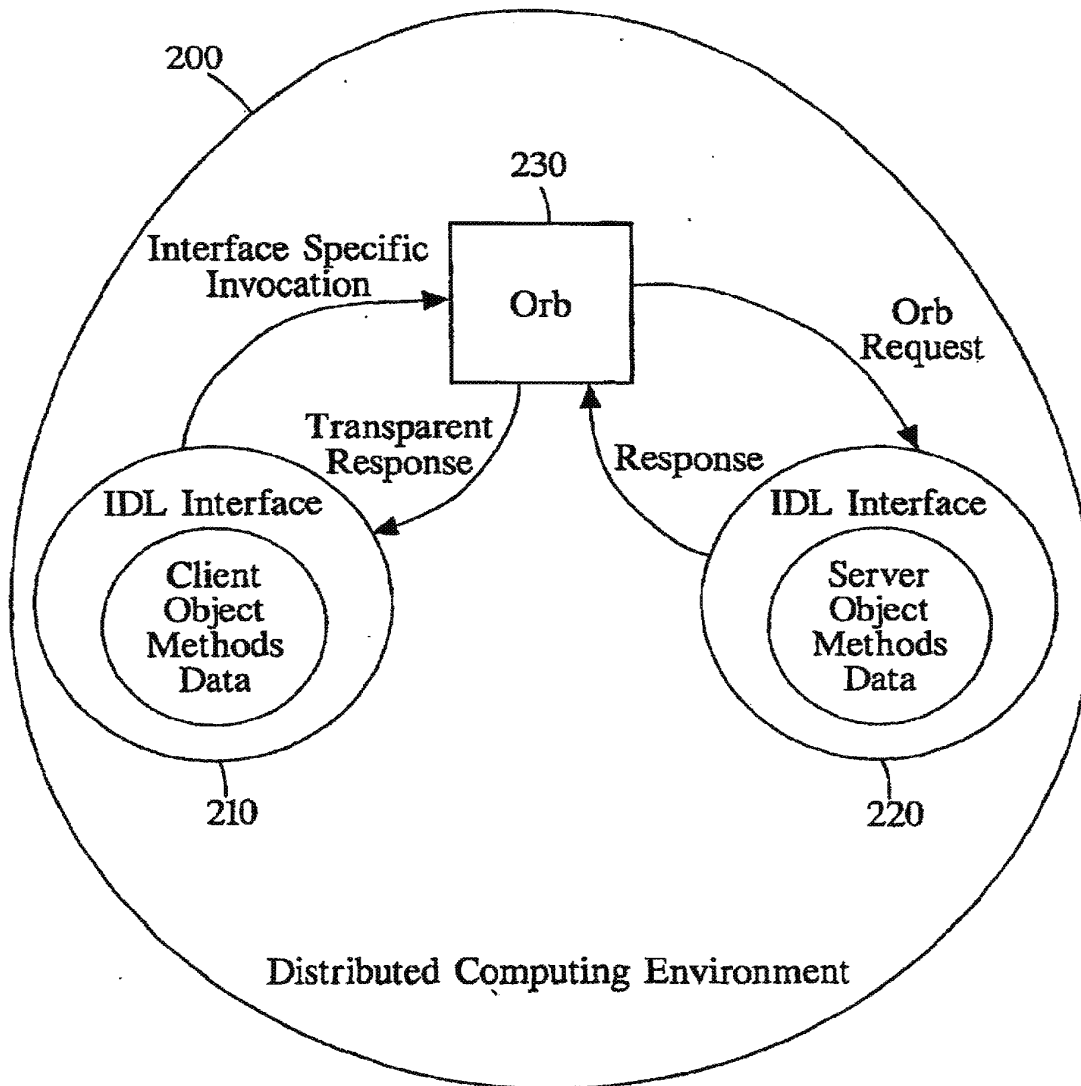 200
230
Interface Specific
Invocation
Orb
Orb
Request
Transparent
Response
Response
IDL Interface
Client
Object
Methods
Data
IDL Interface
Server
Object
Methods
Data
210
220
Distributed Computing Environment